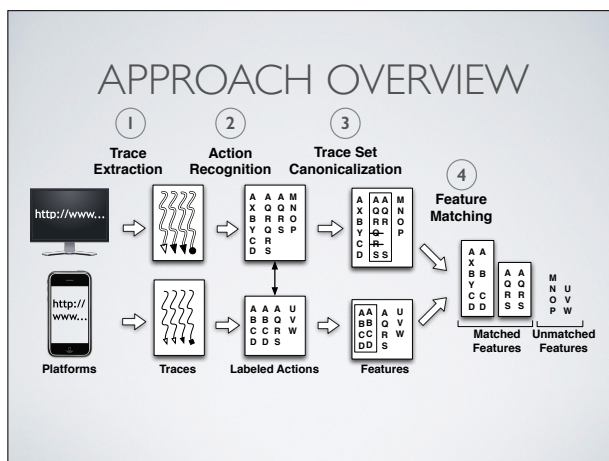 APPROACH OVERVIEW
1
Trace
Extraction
2
Action
Recognition
3
Trace Set
Canonicalization
4
Feature
Matching
http://www...
A A A M
X Q Q N
B R R O
Y Q S P
C R
D S
A A A M
X Q Q N
B R R O
Y Q P
C R
D S S
http://
www...
A A A U
B B Q V
C C R W
D D S
A A A U
B B Q V
C C R W
D D S
A A
X
B B
Y
C C
D D
A A
Q Q
R R
S S
M
N U
O V
P W
Platforms
Traces
Labeled Actions
Features
Matched
Features
Unmatched
Features